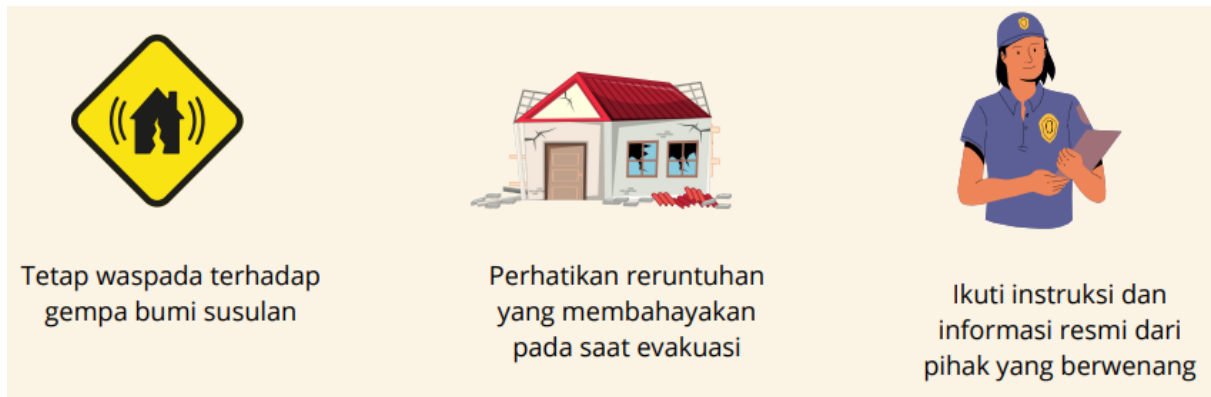 Tetap waspada terhadap
gempa bumi susulan
Perhatikan reruntuhan
yang membahayakan
pada saat evakuasi
Ikuti instruksi dan
informasi resmi dari
pihak yang berwenang